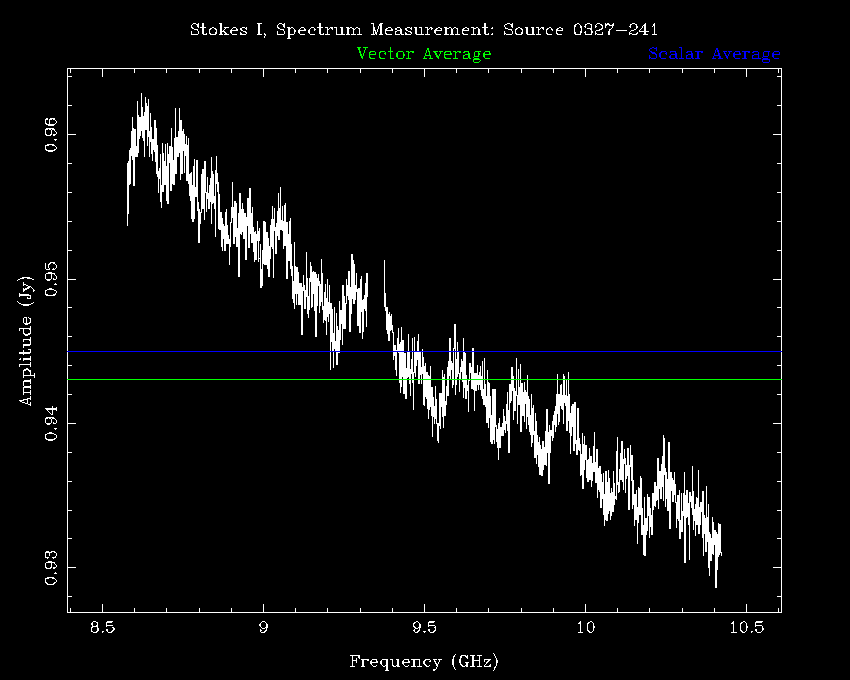 Stokes I, Spectrum Measurement: Source 0327-241
Vector Average Scalar Average
Amplitude (Jy)
0.96
0.95
0.94
0.93
8.5 9 9.5 10 10.5
Frequency (GHz)